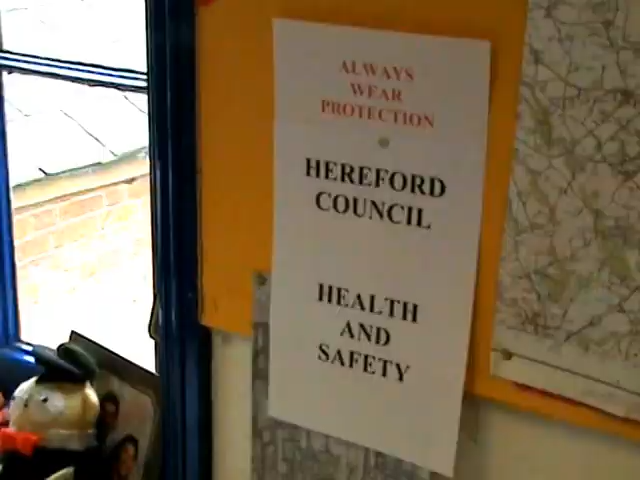 ALWAYS
WEAR
PROTECTION
HEREFORD
COUNCIL
HEALTH
AND
SAFETY